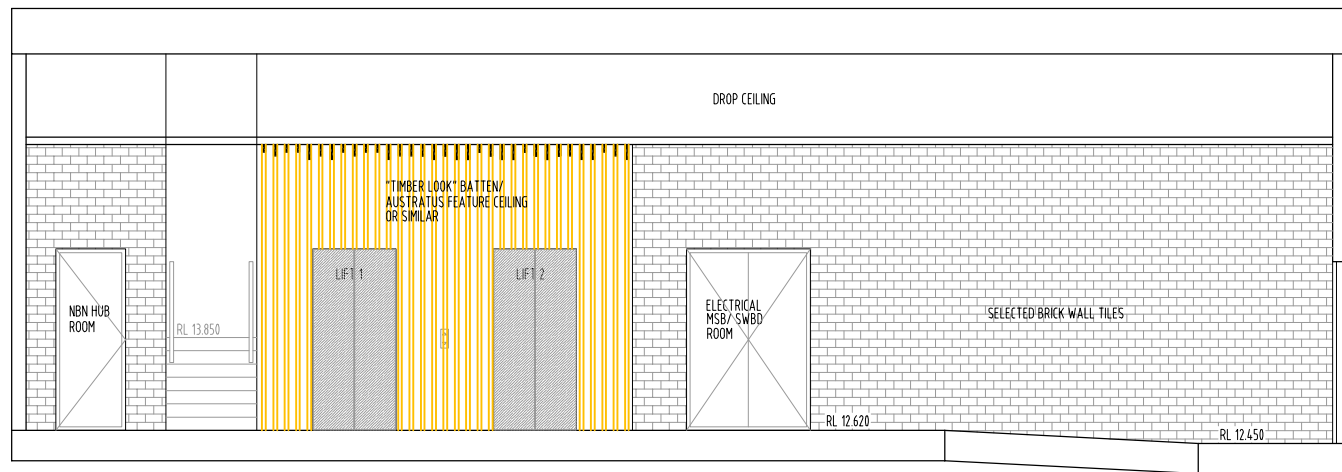 DROP CEILING
"TIMBER LOOK" BATTEN/
AUSTRATUS FEATURE CEILING
OR SIMILAR
LIFT 1
LIFT 2
NBN HUB
ROOM
RL 13.850
ELECTRICAL
MSB/ SWBD
ROOM
SELECTED BRICK WALL TILES
RL 12.620
RL 12.450